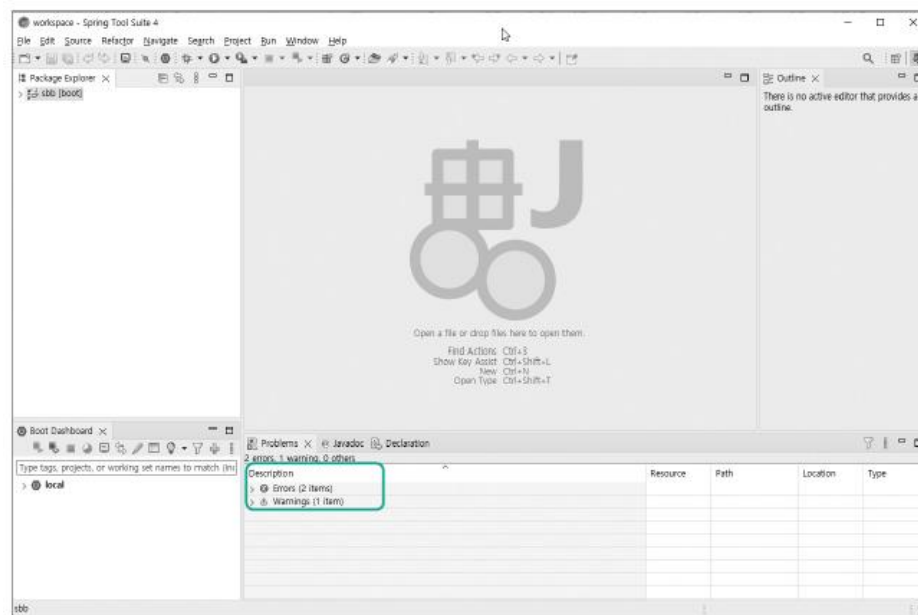 workspace - Spring Tool Suite 4
File Edit Source Refactor Navigate Search Project Run Window Help
Package Explorer
sbb [boot]
Outline
There is no active editor that provides a
outline.
J
Open a file or drop files here to open them.
Find Actions Ctrl+3
Show Key Assist Ctrl+Shift+L
New Ctrl+N
Open Type Ctrl+Shift+T
Boot Dashboard
Type tags, projects, or working set names to match (in
local
Problems Javadoc Declaration
2 errors, 1 warning, 0 others
Description Resource Path Location Type
Errors (2 items)
Warnings (1 item)
sbb